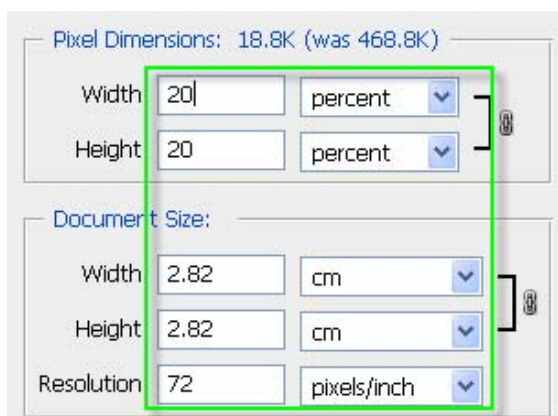 Pixel Dimensions: 18.8K (was 468.8K)
Width 20 percent
Height 20 percent
Document Size:
Width 2.82 cm
Height 2.82 cm
Resolution 72 pixels/inch